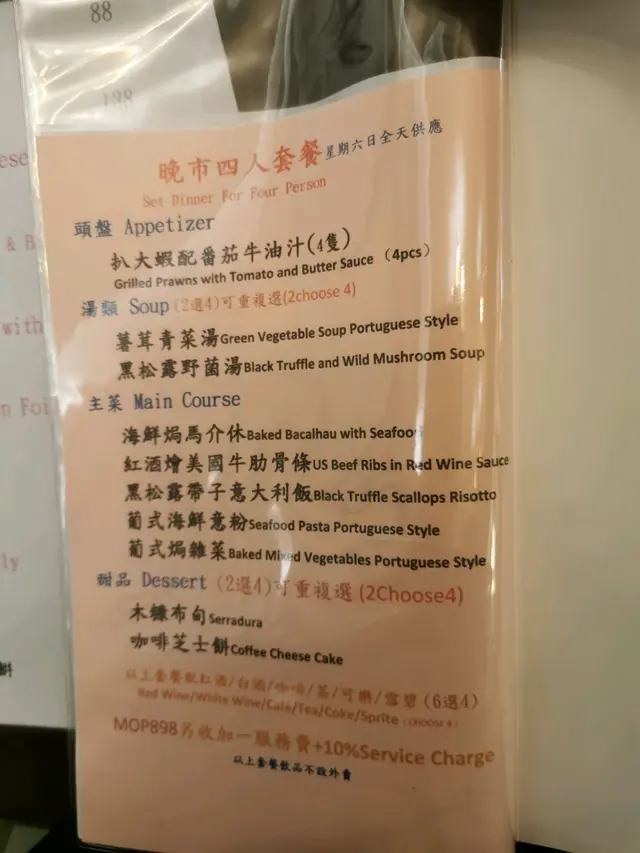 88
138
晚市四人套餐星期六日全天供應
Set Dinner For Four Person
頭盤 Appetizer
扒大蝦配番茄牛油汁(4隻)
Grilled Prawns with Tomato and Butter Sauce （4pcs）
湯類 Soup(2選4)可重複選(2choose 4)
薯茸青菜湯Green Vegetable Soup Portuguese Style
黑松露野菌湯Black Truffle and Wild Mushroom Soup
主菜 Main Course
海鮮焗馬介休Baked Bacalhau with Seafood
紅酒燴美國牛肋骨條US Beef Ribs in Red Wine Sauce
黑松露帶子意大利飯Black Truffle Scallops Risotto
葡式海鮮意粉Seafood Pasta Portuguese Style
葡式焗雜菜Baked Mixed Vegetables Portuguese Style
甜品 Dessert (2選4)可重複選(2Choose4)
木糠布甸Serradura
咖啡芝士餅Coffee Cheese Cake
以上套餐配紅酒/白酒/咖啡/茶/可樂/雪碧(6選4)
Red Wine/White Wine/Cafe/Tea/Coke/Sprite（CHOOSE 4）
MOP898另收加一服務費+10%Service Charge
以上套餐飲品不設外賣
& B
with
n Foi
ly